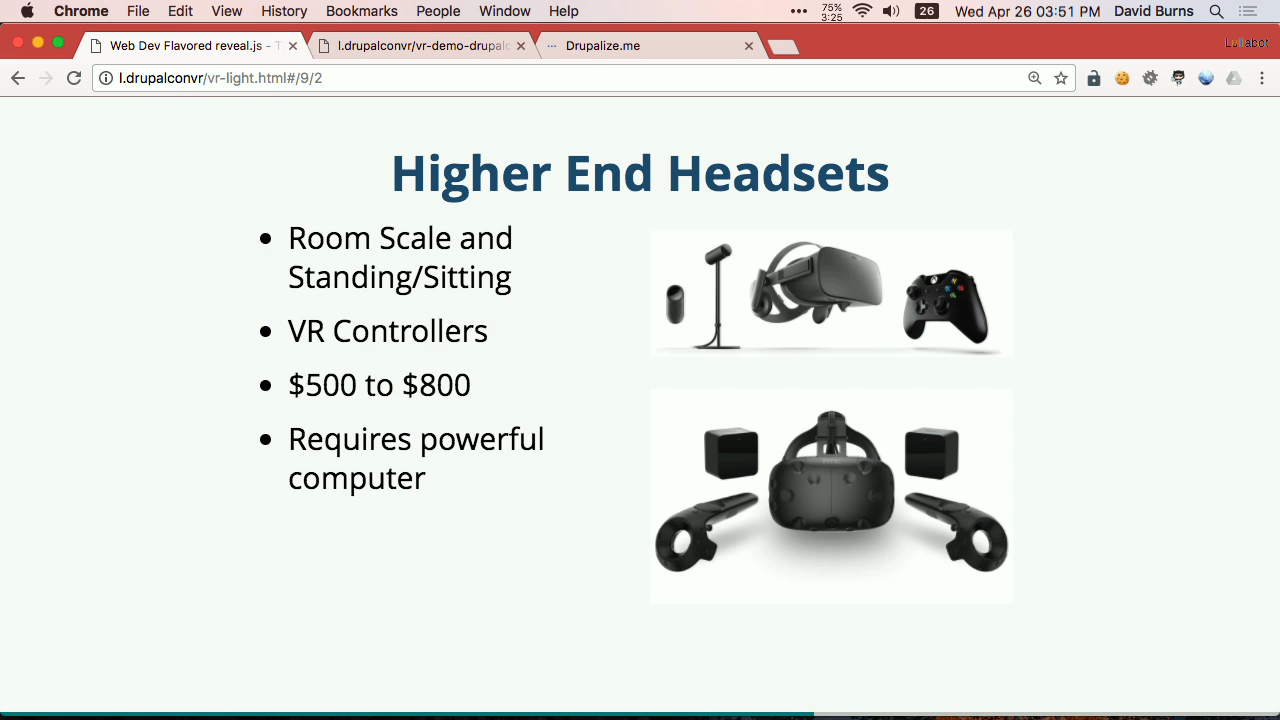 Chrome File Edit View History Bookmarks People Window Help ••• 75% 3:25 26 Wed Apr 26 03:51 PM David Burns
Web Dev Flavored reveal.js - T l.drupalconvr/vr-demo-drupalc Drupalize.me Lullabot
l.drupalconvr/vr-light.html#/9/2
Higher End Headsets
• Room Scale and
Standing/Sitting
• VR Controllers
• $500 to $800
• Requires powerful
computer